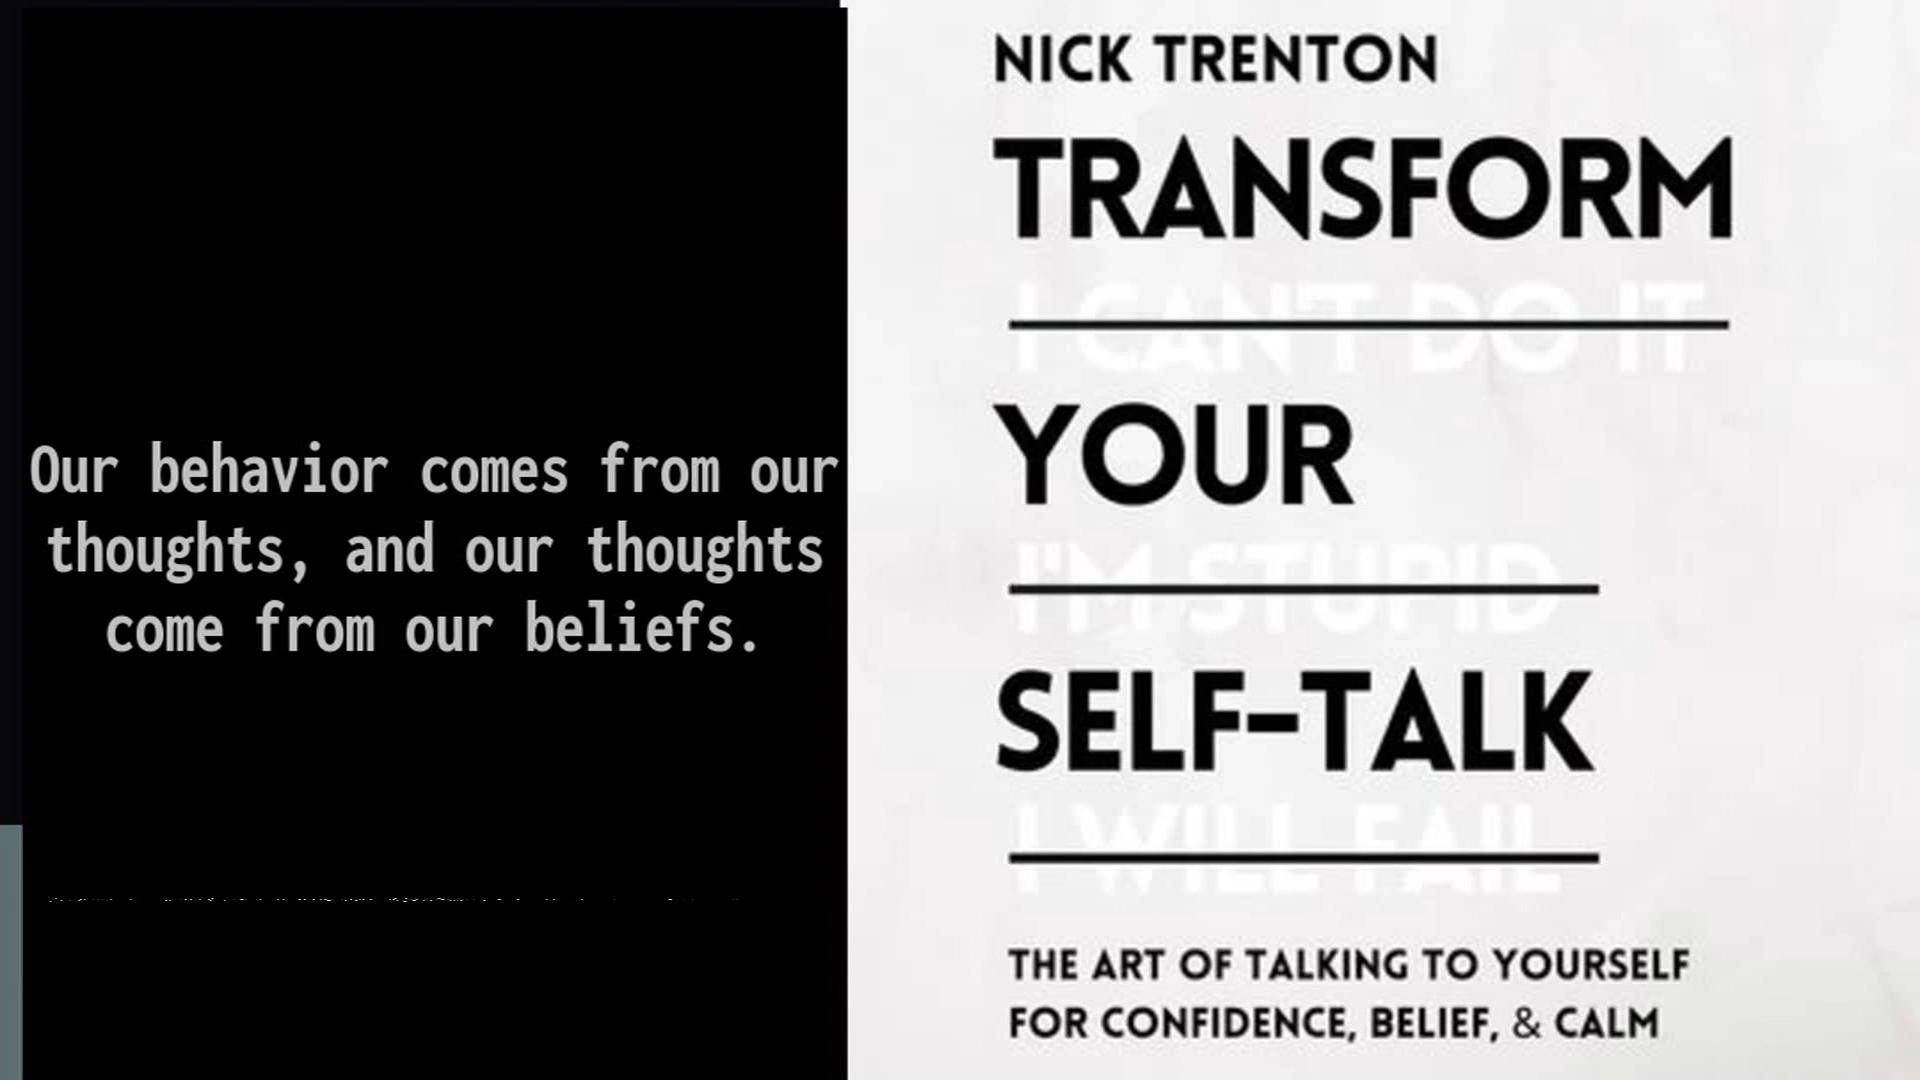 Our behavior comes from our
thoughts, and our thoughts
come from our beliefs.
NICK TRENTON
TRANSFORM
I CAN'T DO IT
YOUR
I'M STUPID
SELF-TALK
I WILL FAIL
THE ART OF TALKING TO YOURSELF
FOR CONFIDENCE, BELIEF, & CALM